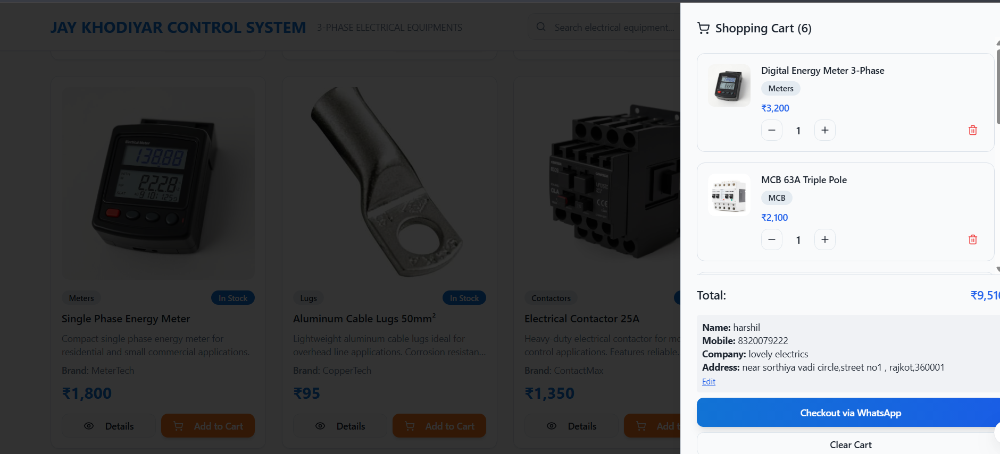 JAY KHODIYAR CONTROL SYSTEM
3-PHASE ELECTRICAL EQUIPMENTS
Search electrical equipment...
Meters
In Stock
Single Phase Energy Meter
Compact single phase energy meter for
residential and small commercial applications.
Brand: MeterTech
₹1,800
Details
Add to Cart
Lugs
In Stock
Aluminum Cable Lugs 50mm²
Lightweight aluminum cable lugs ideal for
overhead line applications. Corrosion resistan...
Brand: CopperTech
₹95
Details
Add to Cart
Contactors
Electrical Contactor 25A
Heavy-duty electrical contactor for mo
control applications. Features reliable.
Brand: ContactMax
₹1,350
Details
Add t
Shopping Cart (6)
Digital Energy Meter 3-Phase
Meters
₹3,200
1
MCB 63A Triple Pole
MCB
₹2,100
1
Total:
₹9,510
Name: harshil
Mobile: 8320079222
Company: lovely electrics
Address: near sorthiya vadi circle,street no1 , rajkot,360001
Edit
Checkout via WhatsApp
Clear Cart